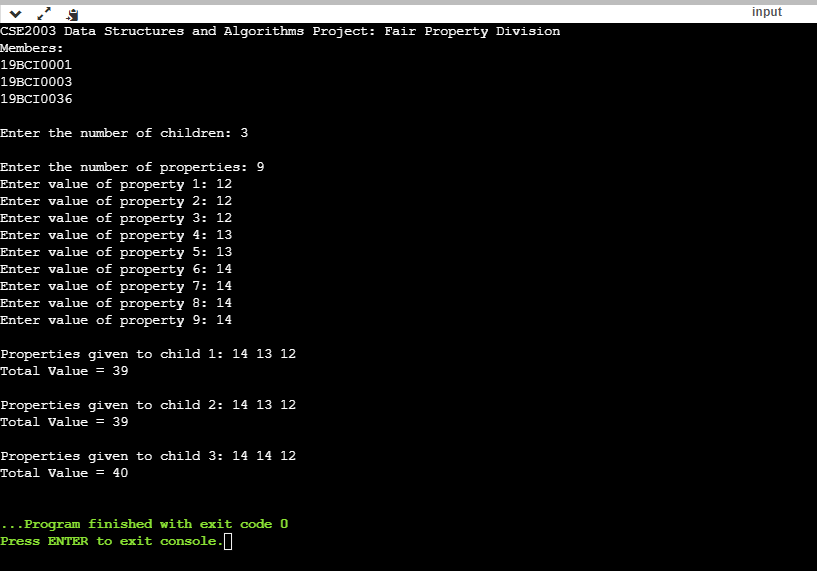 input
CSE2003 Data Structures and Algorithms Project: Fair Property Division
Members:
19BCI0001
19BCI0003
19BCI0036
Enter the number of children: 3
Enter the number of properties: 9
Enter value of property 1: 12
Enter value of property 2: 12
Enter value of property 3: 12
Enter value of property 4: 13
Enter value of property 5: 13
Enter value of property 6: 14
Enter value of property 7: 14
Enter value of property 8: 14
Enter value of property 9: 14
Properties given to child 1: 14 13 12
Total Value = 39
Properties given to child 2: 14 13 12
Total Value = 39
Properties given to child 3: 14 14 12
Total Value = 40
...Program finished with exit code 0
Press ENTER to exit console.